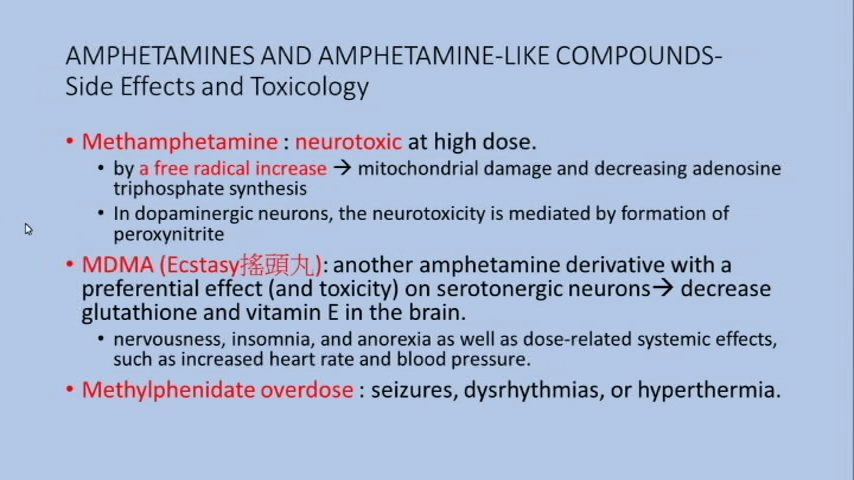 AMPHETAMINES AND AMPHETAMINE-LIKE COMPOUNDS-
Side Effects and Toxicology
• Methamphetamine : neurotoxic at high dose.
• by a free radical increase → mitochondrial damage and decreasing adenosine
triphosphate synthesis
• In dopaminergic neurons, the neurotoxicity is mediated by formation of
peroxynitrite
• MDMA (Ecstasy搖頭丸): another amphetamine derivative with a
preferential effect (and toxicity) on serotonergic neurons→ decrease
glutathione and vitamin E in the brain.
• nervousness, insomnia, and anorexia as well as dose-related systemic effects,
such as increased heart rate and blood pressure.
• Methylphenidate overdose : seizures, dysrhythmias, or hyperthermia.